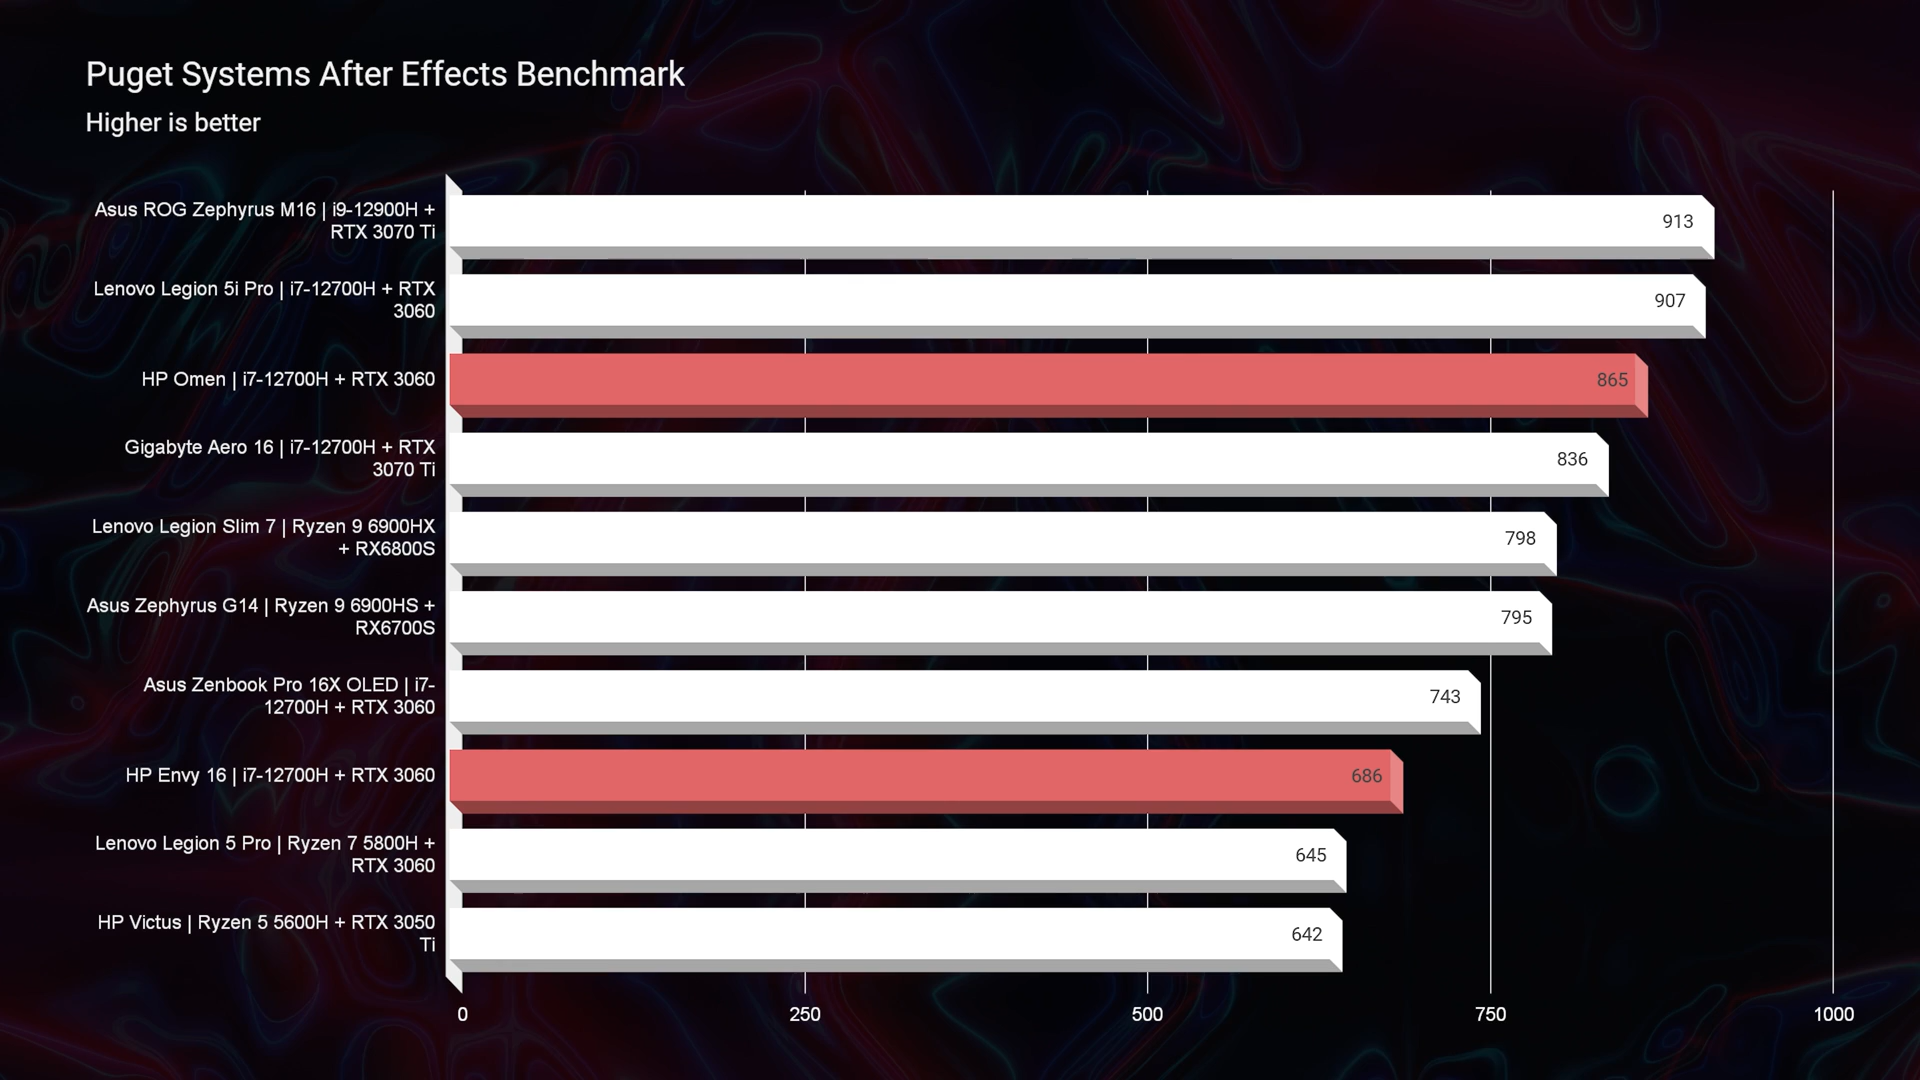 Puget Systems After Effects Benchmark
Higher is better
Asus ROG Zephyrus M16 | i9-12900H +
RTX 3070 Ti
913
Lenovo Legion 5i Pro | i7-12700H + RTX
3060
907
HP Omen | i7-12700H + RTX 3060
865
Gigabyte Aero 16 | i7-12700H + RTX
3070 Ti
836
Lenovo Legion Slim 7 | Ryzen 9 6900HX
+ RX6800S
798
Asus Zephyrus G14 | Ryzen 9 6900HS +
RX6700S
795
Asus Zenbook Pro 16X OLED | i7-
12700H + RTX 3060
743
HP Envy 16 | i7-12700H + RTX 3060
686
Lenovo Legion 5 Pro | Ryzen 7 5800H +
RTX 3060
645
HP Victus | Ryzen 5 5600H + RTX 3050
Ti
642
0 250 500 750 1000